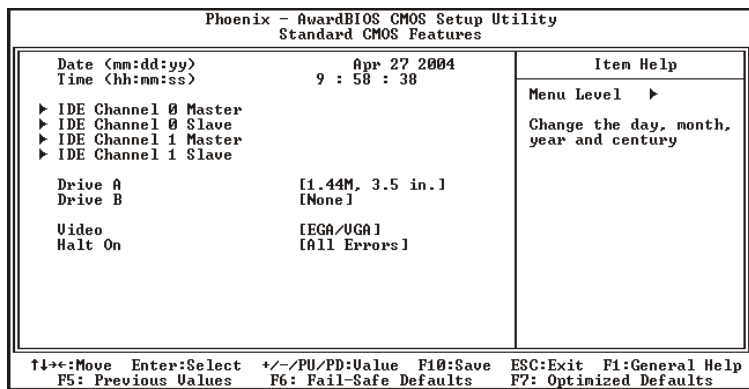 Phoenix - AwardBIOS CMOS Setup Utility
Standard CMOS Features
Date (mm:dd:yy) Apr 27 2004
Time (hh:mm:ss) 9 : 58 : 38
▶ IDE Channel 0 Master
▶ IDE Channel 0 Slave
▶ IDE Channel 1 Master
▶ IDE Channel 1 Slave
Drive A [1.44M, 3.5 in.]
Drive B [None]
Video [EGA/VGA]
Halt On [All Errors]
Item Help
Menu Level ▶
Change the day, month,
year and century
↑↓→←:Move Enter:Select +/-/PU/PD:Value F10:Save ESC:Exit F1:General Help
F5: Previous Values F6: Fail-Safe Defaults F7: Optimized Defaults